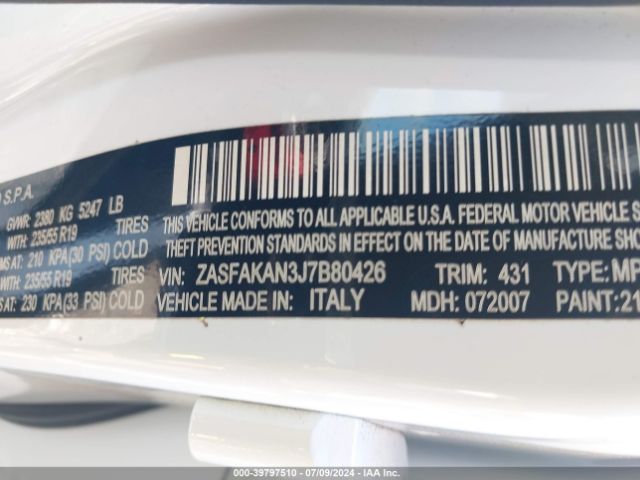 O S.P.A.
GVWR: 2380 KG 5247 LB
WITH: 235/55 R19 TIRES
MS AT: 210 KPA(30 PSI) COLD
WITH: 235/55 R19 TIRES
MS AT: 230 KPA(33 PSI) COLD
THIS VEHICLE CONFORMS TO ALL APPLICABLE U.S.A. FEDERAL MOTOR VEHICLE S
THEFT PREVENTION STANDARDS IN EFFECT ON THE DATE OF MANUFACTURE SHO
VIN: ZASFAKAN3J7B80426 TRIM: 431 TYPE: MP
VEHICLE MADE IN: ITALY MDH: 072007 PAINT: 21
000-39797510 / 07/09/2024 - IAA Inc.